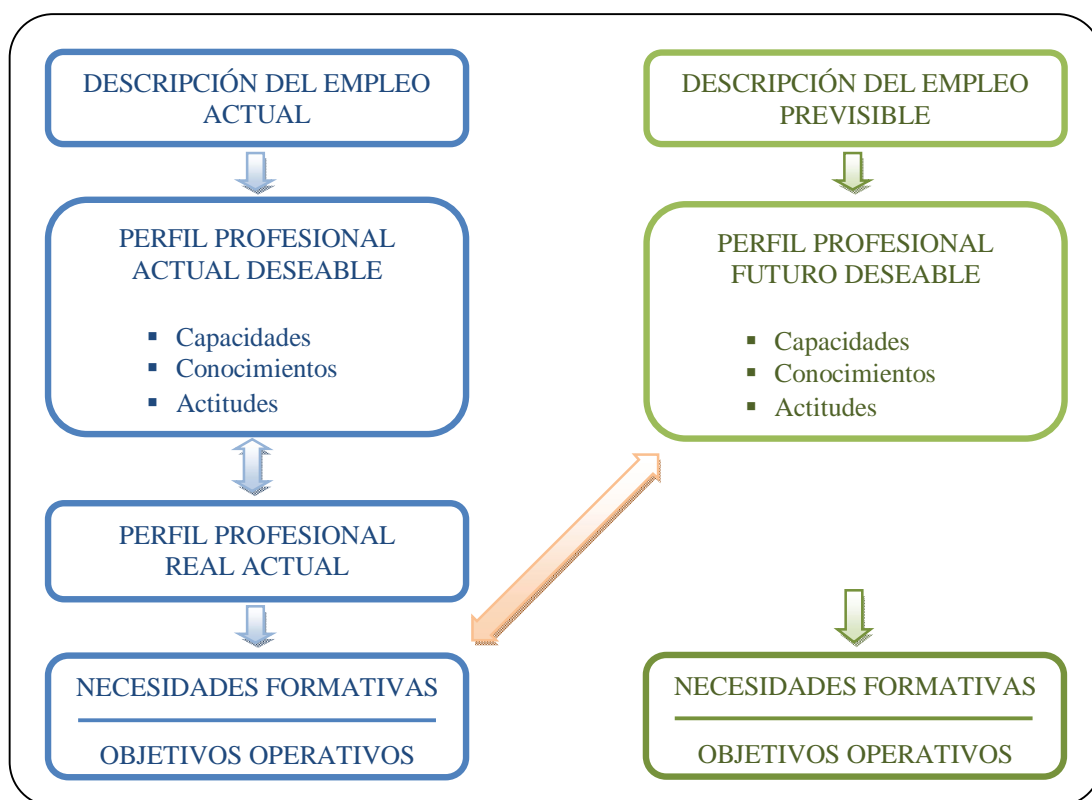 DESCRIPCIÓN DEL EMPLEO
ACTUAL
PERFIL PROFESIONAL
ACTUAL DESEABLE
▪ Capacidades
▪ Conocimientos
▪ Actitudes
PERFIL PROFESIONAL
REAL ACTUAL
NECESIDADES FORMATIVAS
OBJETIVOS OPERATIVOS
DESCRIPCIÓN DEL EMPLEO
PREVISIBLE
PERFIL PROFESIONAL
FUTURO DESEABLE
▪ Capacidades
▪ Conocimientos
▪ Actitudes
NECESIDADES FORMATIVAS
OBJETIVOS OPERATIVOS